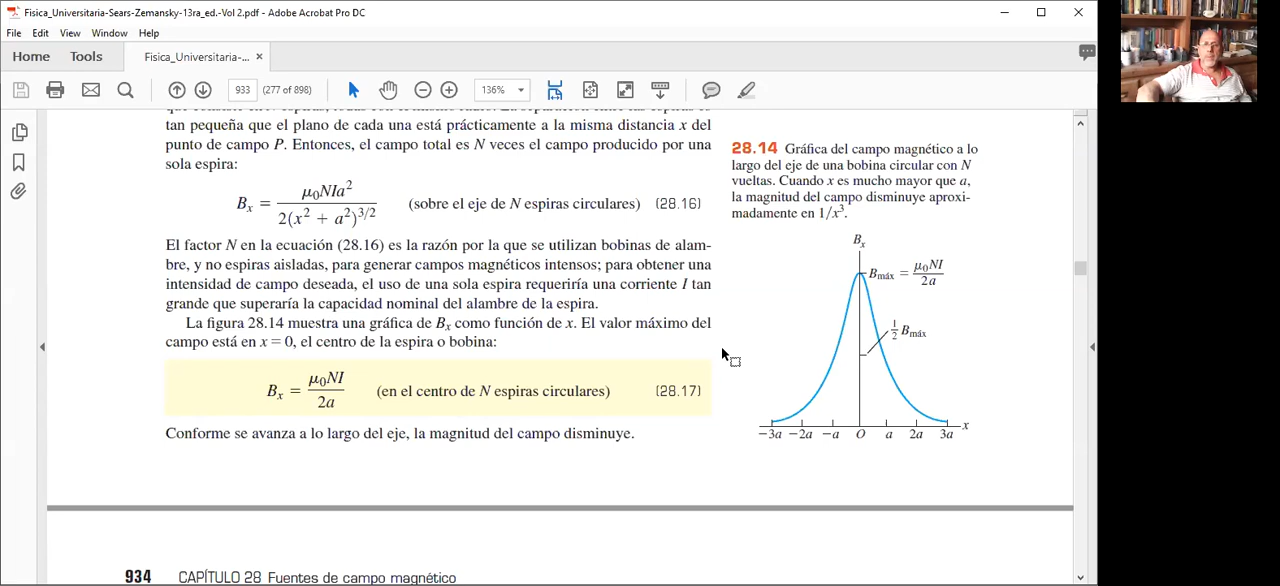 Fisica_Universitaria-Sears-Zemansky-13ra_ed.-Vol 2.pdf - Adobe Acrobat Pro DC
File Edit View Window Help
Home Tools Fisica_Universitaria-... ×
933 (277 of 898) 136%
tan pequeña que el plano de cada una está prácticamente a la misma distancia x del
punto de campo P. Entonces, el campo total es N veces el campo producido por una
sola espira:
Bₓ = μ₀NIa² / 2(x² + a²)^3/2 (sobre el eje de N espiras circulares) (28.16)
El factor N en la ecuación (28.16) es la razón por la que se utilizan bobinas de alam-
bre, y no espiras aisladas, para generar campos magnéticos intensos; para obtener una
intensidad de campo deseada, el uso de una sola espira requeriría una corriente I tan
grande que superaría la capacidad nominal del alambre de la espira.
La figura 28.14 muestra una gráfica de Bₓ como función de x. El valor máximo del
campo está en x = 0, el centro de la espira o bobina:
Bₓ = μ₀NI / 2a (en el centro de N espiras circulares) (28.17)
Conforme se avanza a lo largo del eje, la magnitud del campo disminuye.
28.14 Gráfica del campo magnético a lo
largo del eje de una bobina circular con N
vueltas. Cuando x es mucho mayor que a,
la magnitud del campo disminuye aproxi-
madamente en 1/x³.
Bₓ
Bmáx = μ₀NI / 2a
½ Bmáx
−3a −2a −a O a 2a 3a x
934 CAPÍTULO 28 Fuentes de campo magnético